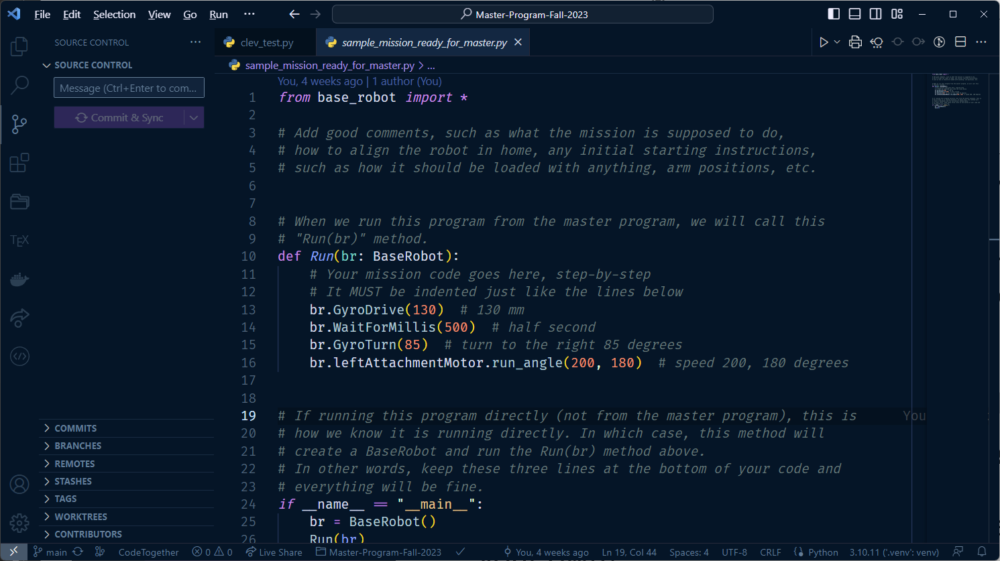 File Edit Selection View Go Run ··· Master-Program-Fall-2023
SOURCE CONTROL ···
clev_test.py
sample_mission_ready_for_master.py
SOURCE CONTROL
sample_mission_ready_for_master.py > ...
Message (Ctrl+Enter to com...
Commit & Sync
You, 4 weeks ago | 1 author (You)
1 from base_robot import *
2
3 # Add good comments, such as what the mission is supposed to do,
4 # how to align the robot in home, any initial starting instructions,
5 # such as how it should be loaded with anything, arm positions, etc.
6
7
8 # When we run this program from the master program, we will call this
9 # "Run(br)" method.
10 def Run(br: BaseRobot):
11 # Your mission code goes here, step-by-step
12 # It MUST be indented just like the lines below
13 br.GyroDrive(130) # 130 mm
14 br.WaitForMillis(500) # half second
15 br.GyroTurn(85) # turn to the right 85 degrees
16 br.leftAttachmentMotor.run_angle(200, 180) # speed 200, 180 degrees
17
18
19 # If running this program directly (not from the master program), this is You
20 # how we know it is running directly. In which case, this method will
21 # create a BaseRobot and run the Run(br) method above.
22 # In other words, keep these three lines at the bottom of your code and
23 # everything will be fine.
24 if __name__ == "__main__":
25 br = BaseRobot()
26 Run(br)
COMMITS
BRANCHES
REMOTES
STASHES
TAGS
WORKTREES
CONTRIBUTORS
TEX
main CodeTogether 0 0 Live Share Master-Program-Fall-2023 You, 4 weeks ago Ln 19, Col 44 Spaces: 4 UTF-8 CRLF Python 3.10.11 ('.venv': venv)